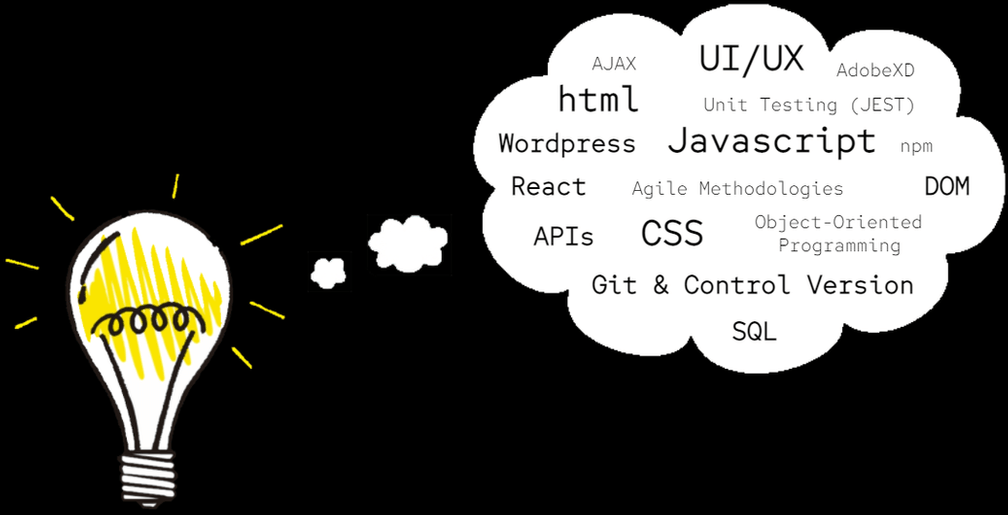 UI/UX
AJAX
AdobeXD
html
Unit Testing (JEST)
Wordpress
Javascript
npm
React
Agile Methodologies
DOM
APIs
CSS
Object-Oriented
Programming
Git & Control Version
SQL